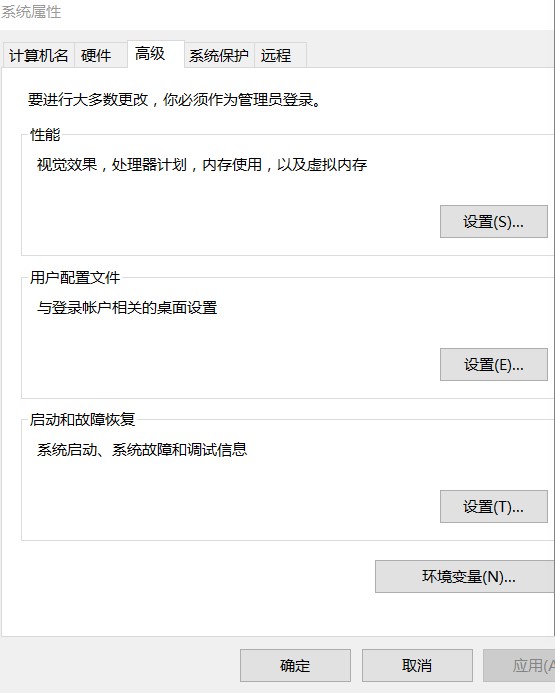 系统属性
计算机名
硬件
高级
系统保护
远程
要进行大多数更改，你必须作为管理员登录。
性能
视觉效果，处理器计划，内存使用，以及虚拟内存
设置(S)...
用户配置文件
与登录帐户相关的桌面设置
设置(E)...
启动和故障恢复
系统启动、系统故障和调试信息
设置(T)...
环境变量(N)...
确定
取消
应用(A